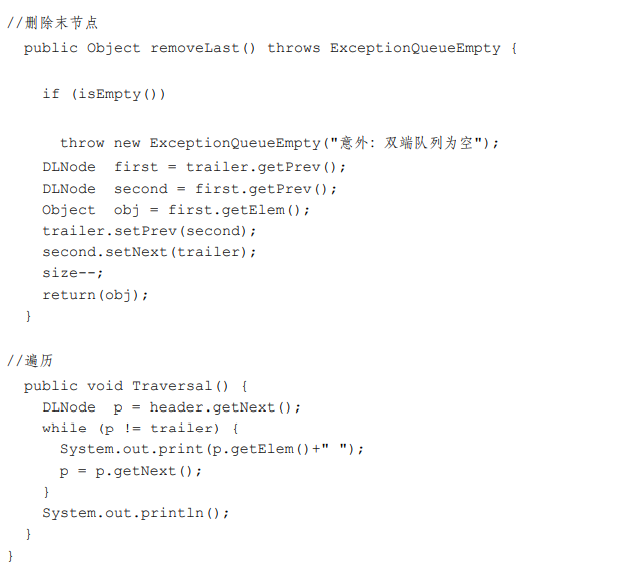 //删除末节点
public Object removeLast() throws ExceptionQueueEmpty {
if (isEmpty())
throw new ExceptionQueueEmpty("意外：双端队列为空");
DLNode  first = trailer.getPrev();
DLNode  second = first.getPrev();
Object  obj = first.getElem();
trailer.setPrev(second);
second.setNext(trailer);
size--;
return(obj);
}
//遍历
public void Traversal() {
DLNode  p = header.getNext();
while (p != trailer) {
System.out.print(p.getElem()+" ");
p = p.getNext();
}
System.out.println();
}
}